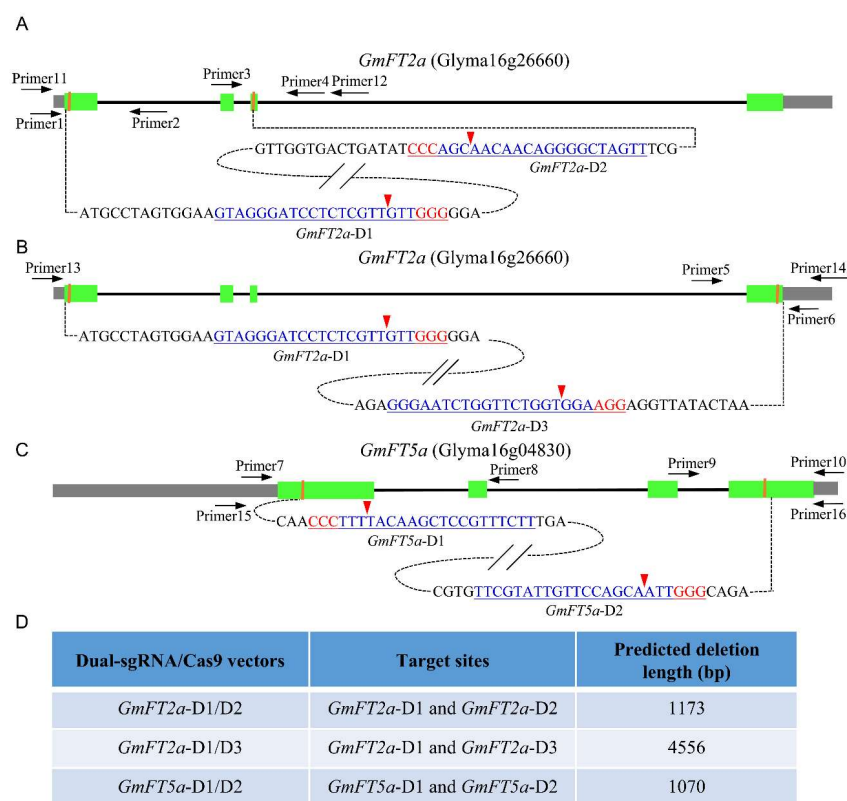 A
GmFT2a (Glyma16g26660)
Primer11
Primer3
Primer4
Primer12
Primer1
Primer2
GTTGGTGACTGATATCCCAGCAACAACAGGGGCTAGTTTCG
GmFT2a-D2
ATGCCTAGTGGAAGTAGGGATCCTCTCGTTGTTGGGGGA
GmFT2a-D1
B
GmFT2a (Glyma16g26660)
Primer13
Primer5
Primer14
Primer6
ATGCCTAGTGGAAGTAGGGATCCTCTCGTTGTTGGGGGA
GmFT2a-D1
AGAGGGAATCTGGTTCTGGTGGAAGGAGGTTATACTAA
GmFT2a-D3
C
GmFT5a (Glyma16g04830)
Primer7
Primer8
Primer9
Primer10
Primer15
Primer16
CAACCCTTTTACAAGCTCCGTTTCTTTGA
GmFT5a-D1
CGTGTTCGTATTGTTCCAGCAATTGGGCAGA
GmFT5a-D2
D
Dual-sgRNA/Cas9 vectors Target sites Predicted deletion length (bp)
GmFT2a-D1/D2 GmFT2a-D1 and GmFT2a-D2 1173
GmFT2a-D1/D3 GmFT2a-D1 and GmFT2a-D3 4556
GmFT5a-D1/D2 GmFT5a-D1 and GmFT5a-D2 1070